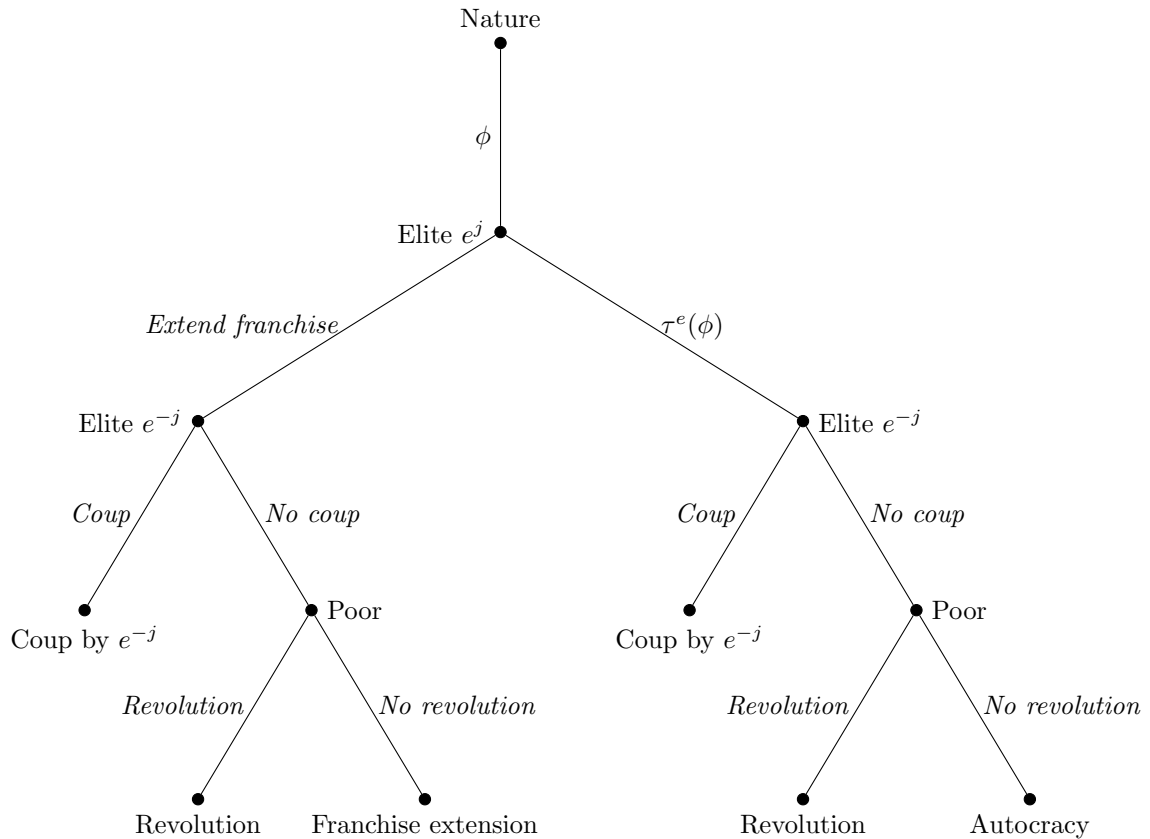 Nature
ϕ
Elite e^j
Extend franchise
τ^e(ϕ)
Elite e^{-j}
Elite e^{-j}
Coup
No coup
Coup
No coup
Coup by e^{-j}
Poor
Coup by e^{-j}
Poor
Revolution
No revolution
Revolution
No revolution
Revolution
Franchise extension
Revolution
Autocracy